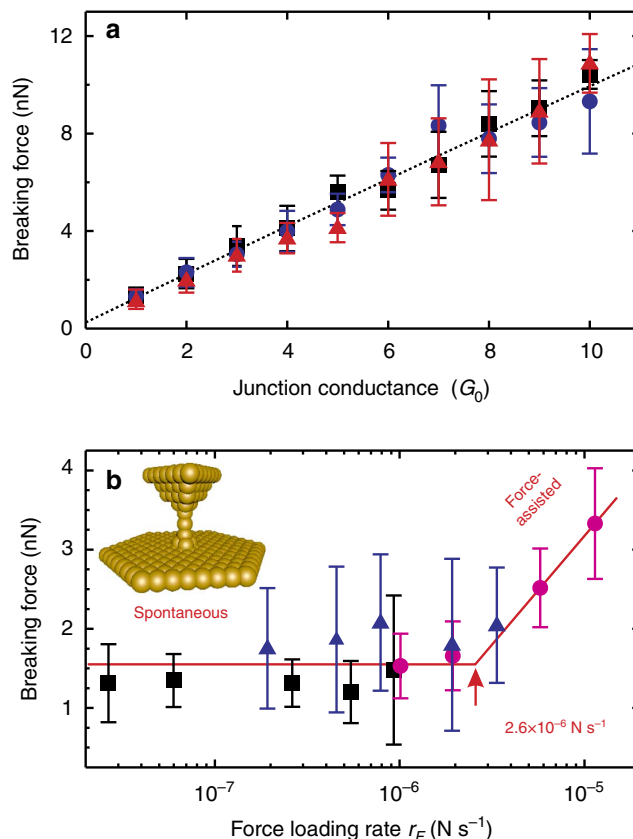 a
12
8
4
0
Breaking force (nN)
0 2 4 6 8 10
Junction conductance (G₀)
b
4
3
2
1
Breaking force (nN)
Force-
assisted
Spontaneous
2.6×10⁻⁶ N s⁻¹
10⁻⁷ 10⁻⁶ 10⁻⁵
Force loading rate r_F (N s⁻¹)